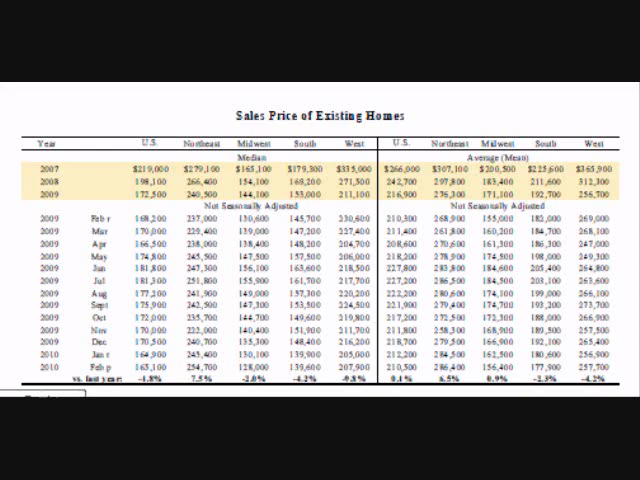 Sales Price of Existing Homes
Year U.S. Northeast Midwest South West U.S. Northeast Midwest South West
Median Average (Mean)
2007 $219,000 $279,100 $165,100 $179,300 $335,000 $266,000 $307,100 $200,500 $225,600 $365,900
2008 198,100 266,400 154,100 169,200 271,500 242,700 297,800 183,400 211,600 312,300
2009 172,500 240,500 144,100 153,000 211,100 216,900 276,300 171,100 192,700 256,700
Not Seasonally Adjusted Not Seasonally Adjusted
2009 Feb r 168,200 237,000 130,600 145,700 230,600 210,300 268,900 155,000 182,000 269,000
2009 Mar 170,000 229,400 139,000 147,200 227,400 211,400 261,800 160,200 184,700 268,100
2009 Apr 166,500 238,000 138,400 148,200 204,700 208,600 270,600 161,300 186,300 247,000
2009 May 174,800 245,500 147,500 157,500 206,000 218,200 278,900 174,500 198,000 249,300
2009 Jun 181,800 247,300 156,100 163,600 218,500 227,800 283,800 184,600 205,400 264,800
2009 Jul 181,300 251,800 155,900 161,700 217,700 227,200 286,500 184,500 203,100 263,600
2009 Aug 177,200 241,900 149,000 157,300 220,200 222,200 280,600 174,100 199,000 266,100
2009 Sept 175,900 242,500 147,300 153,500 224,500 221,900 279,400 174,700 193,200 273,700
2009 Oct 172,000 235,700 144,700 149,600 219,800 217,200 272,500 172,300 188,000 266,900
2009 Nov 170,000 222,000 140,400 151,900 211,700 211,800 258,300 168,900 189,500 257,500
2009 Dec 170,500 240,700 135,300 148,400 216,200 218,700 279,500 166,900 192,100 265,400
2010 Jan r 164,900 245,400 130,100 139,900 205,000 212,200 284,500 162,500 180,600 256,900
2010 Feb p 165,100 254,700 128,000 139,600 207,900 210,500 286,400 156,400 177,900 257,700
vs. last year: -1.8% 7.5% -2.0% -4.2% -9.8% 0.1% 6.5% 0.9% -2.3% -4.2%